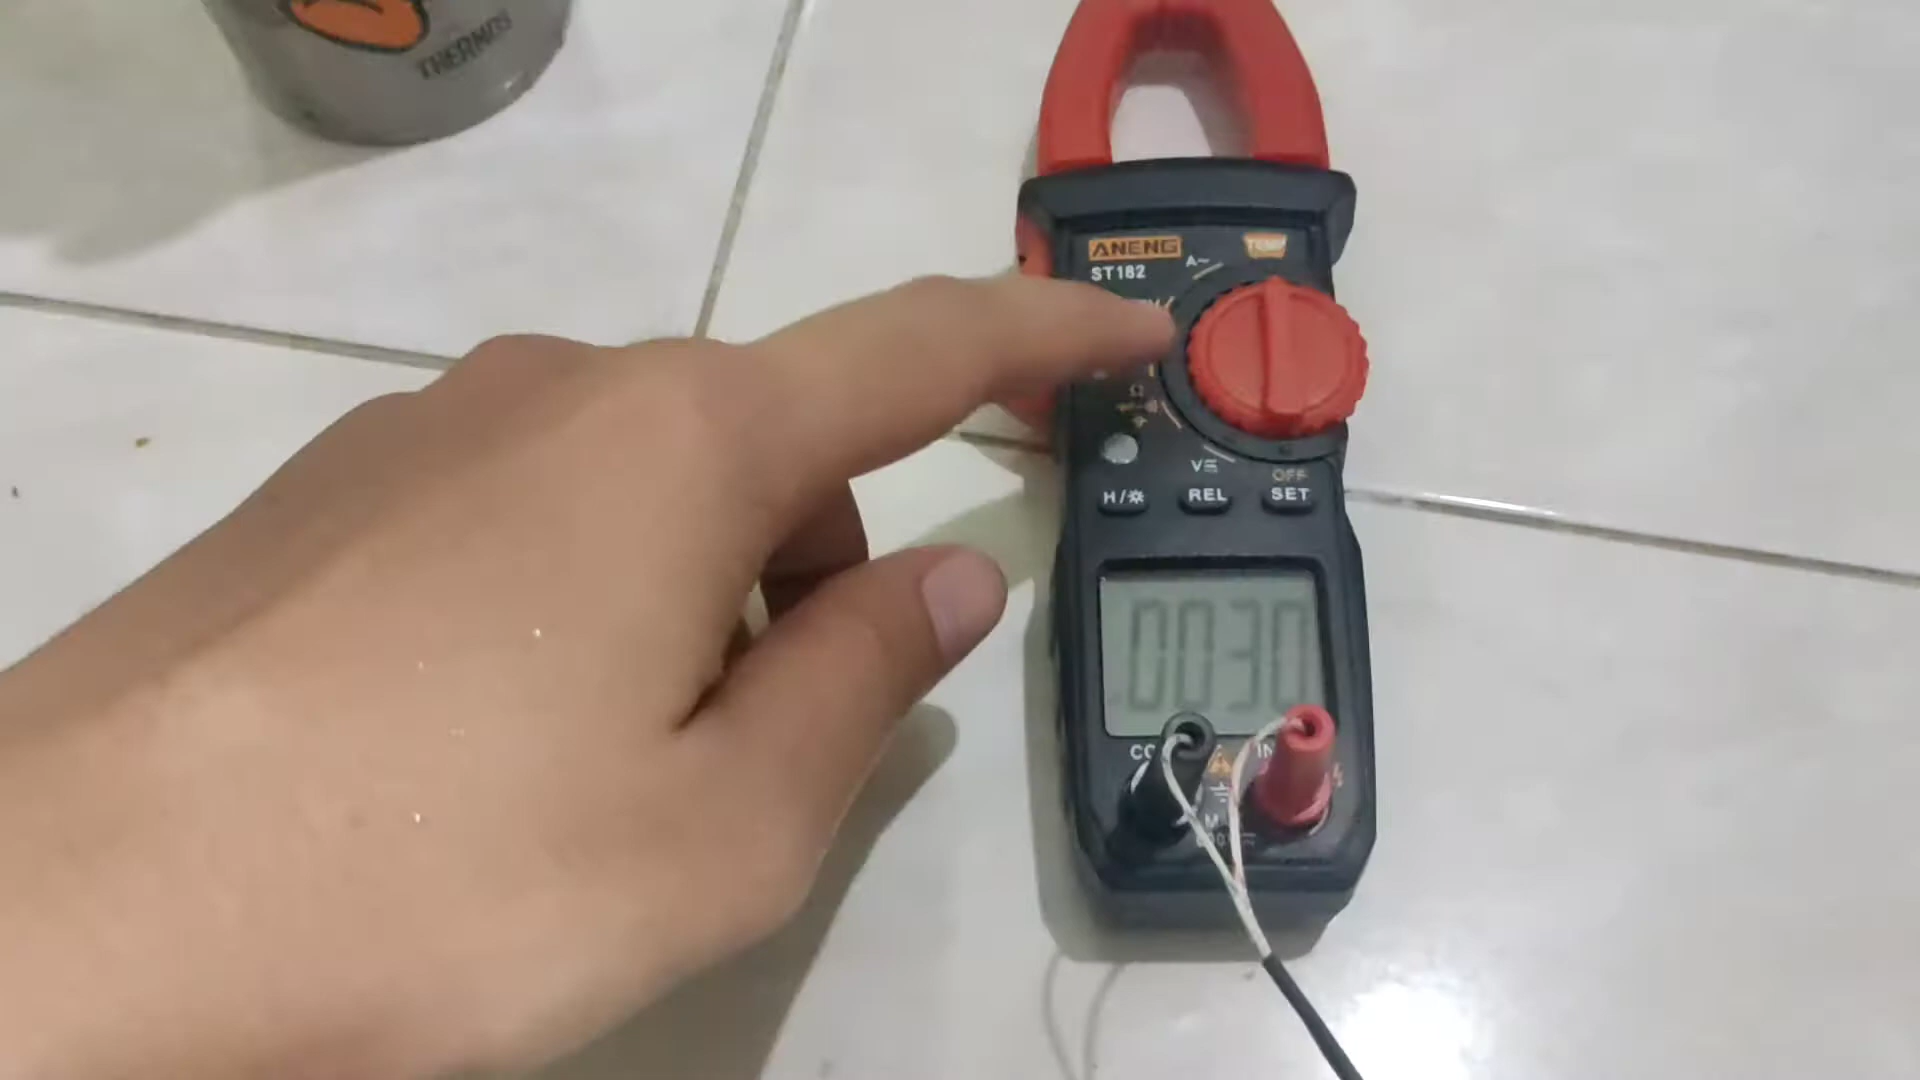 THERMOS
ANENG
TEMP
ST182
A~
Ω
V≂
OFF
H/☼
REL
SET
0030